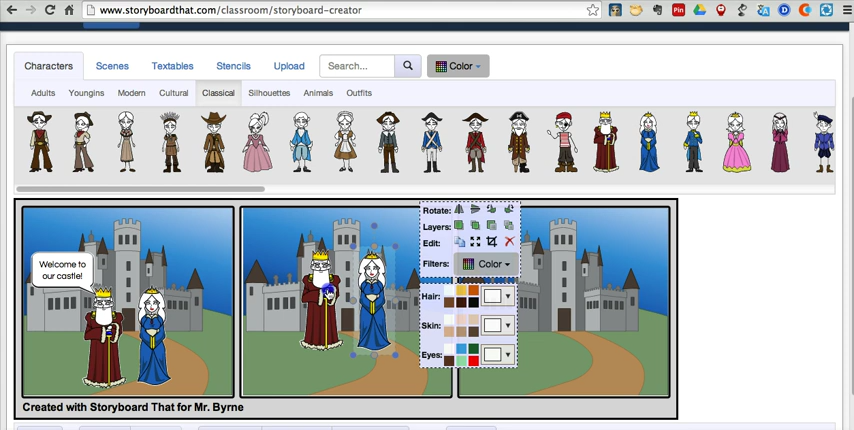 www.storyboardthat.com/classroom/storyboard-creator
Characters Scenes Textables Stencils Upload Search... Color
Adults Youngins Modern Cultural Classical Silhouettes Animals Outfits
Welcome to
our castle!
Rotate:
Layers:
Edit:
Filters: Color
Hair:
Skin:
Eyes:
Created with Storyboard That for Mr. Byrne